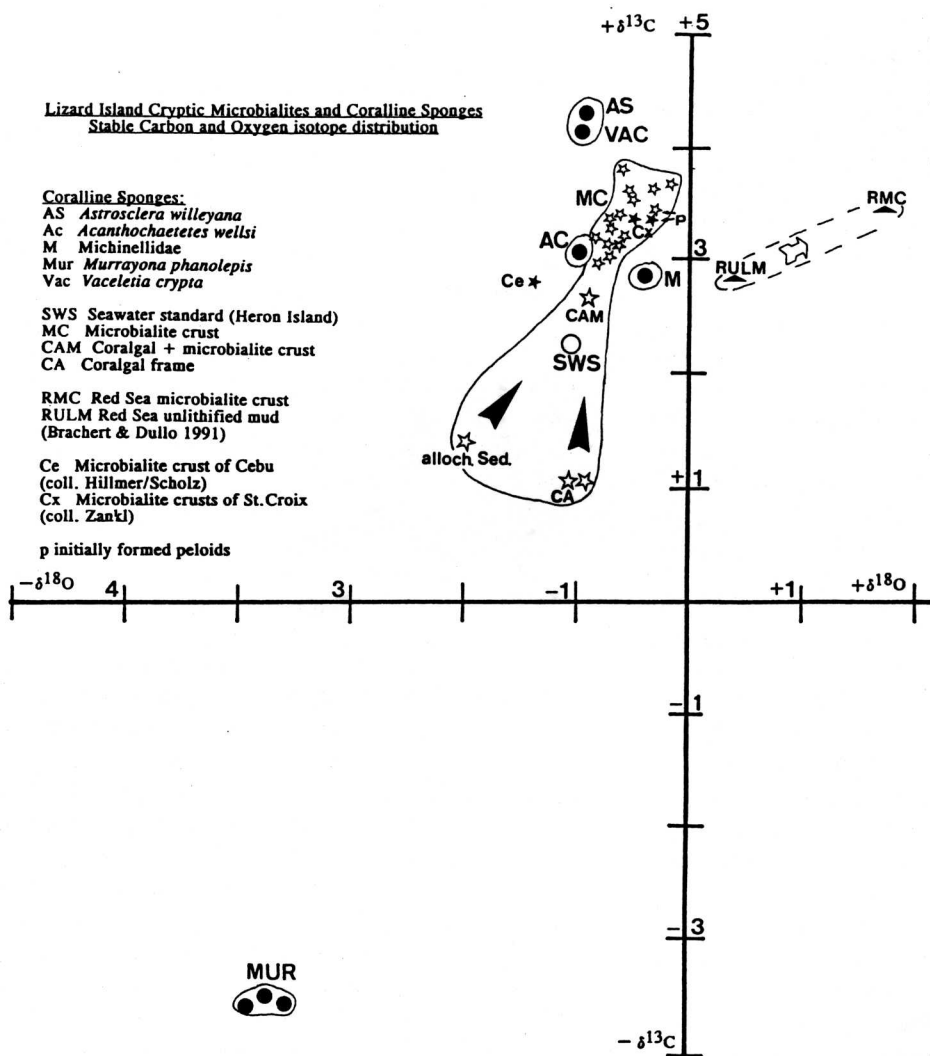 +δ¹³C +5
Lizard Island Cryptic Microbialites and Coralline Sponges
Stable Carbon and Oxygen isotope distribution
AS
VAC
Coralline Sponges:
AS Astrosclera willeyana
Ac Acanthochaetetes wellsi
M Michinellidae
Mur Murrayona phanolepis
Vac Vaceletia crypta
SWS Seawater standard (Heron Island)
MC Microbialite crust
CAM Coralgal + microbialite crust
CA Coralgal frame
RMC Red Sea microbialite crust
RULM Red Sea unlithified mud
(Brachert & Dullo 1991)
Ce Microbialite crust of Cebu
(coll. Hillmer/Scholz)
Cx Microbialite crusts of St. Croix
(coll. Zankl)
p initially formed peloids
MC
RMC
p
Cx
AC
3
RULM
Ce
M
CAM
SWS
alloch. Sed.
+1
CA
-δ¹⁸O 4 3 -1 +1 +δ¹⁸O
-1
-3
MUR
- δ¹³C